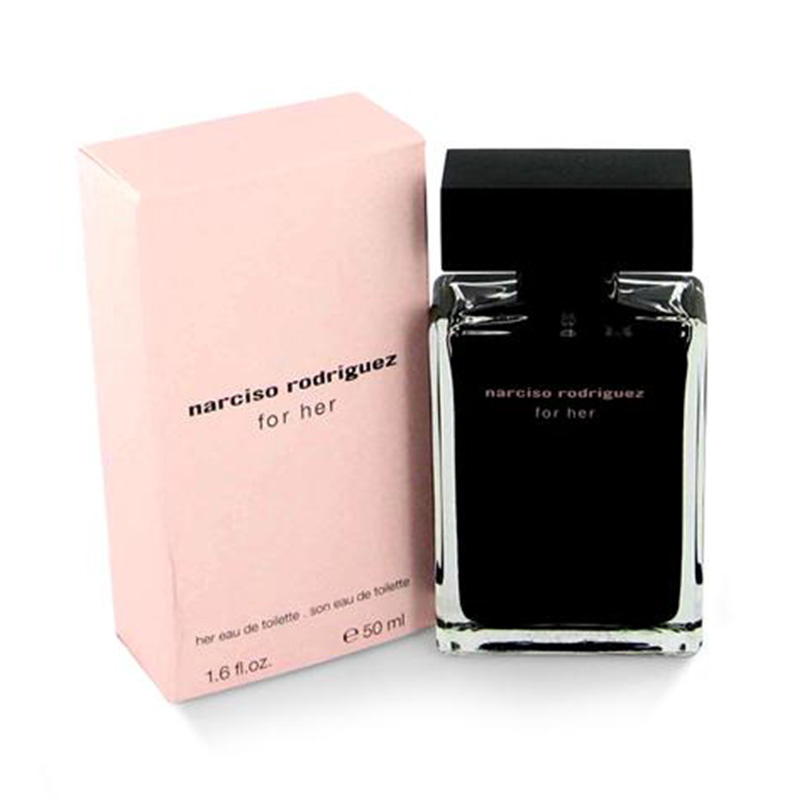 narciso rodriguez
for her
her eau de toilette . son eau de toilette
1.6 fl.oz. ℮ 50 ml
narciso rodriguez
for her